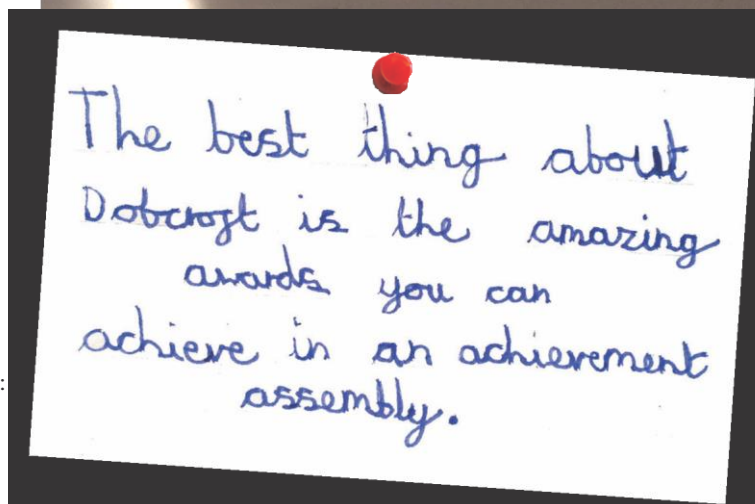 The best thing about
Dobcroft is the amazing
awards you can
achieve in an achievement
assembly.
: